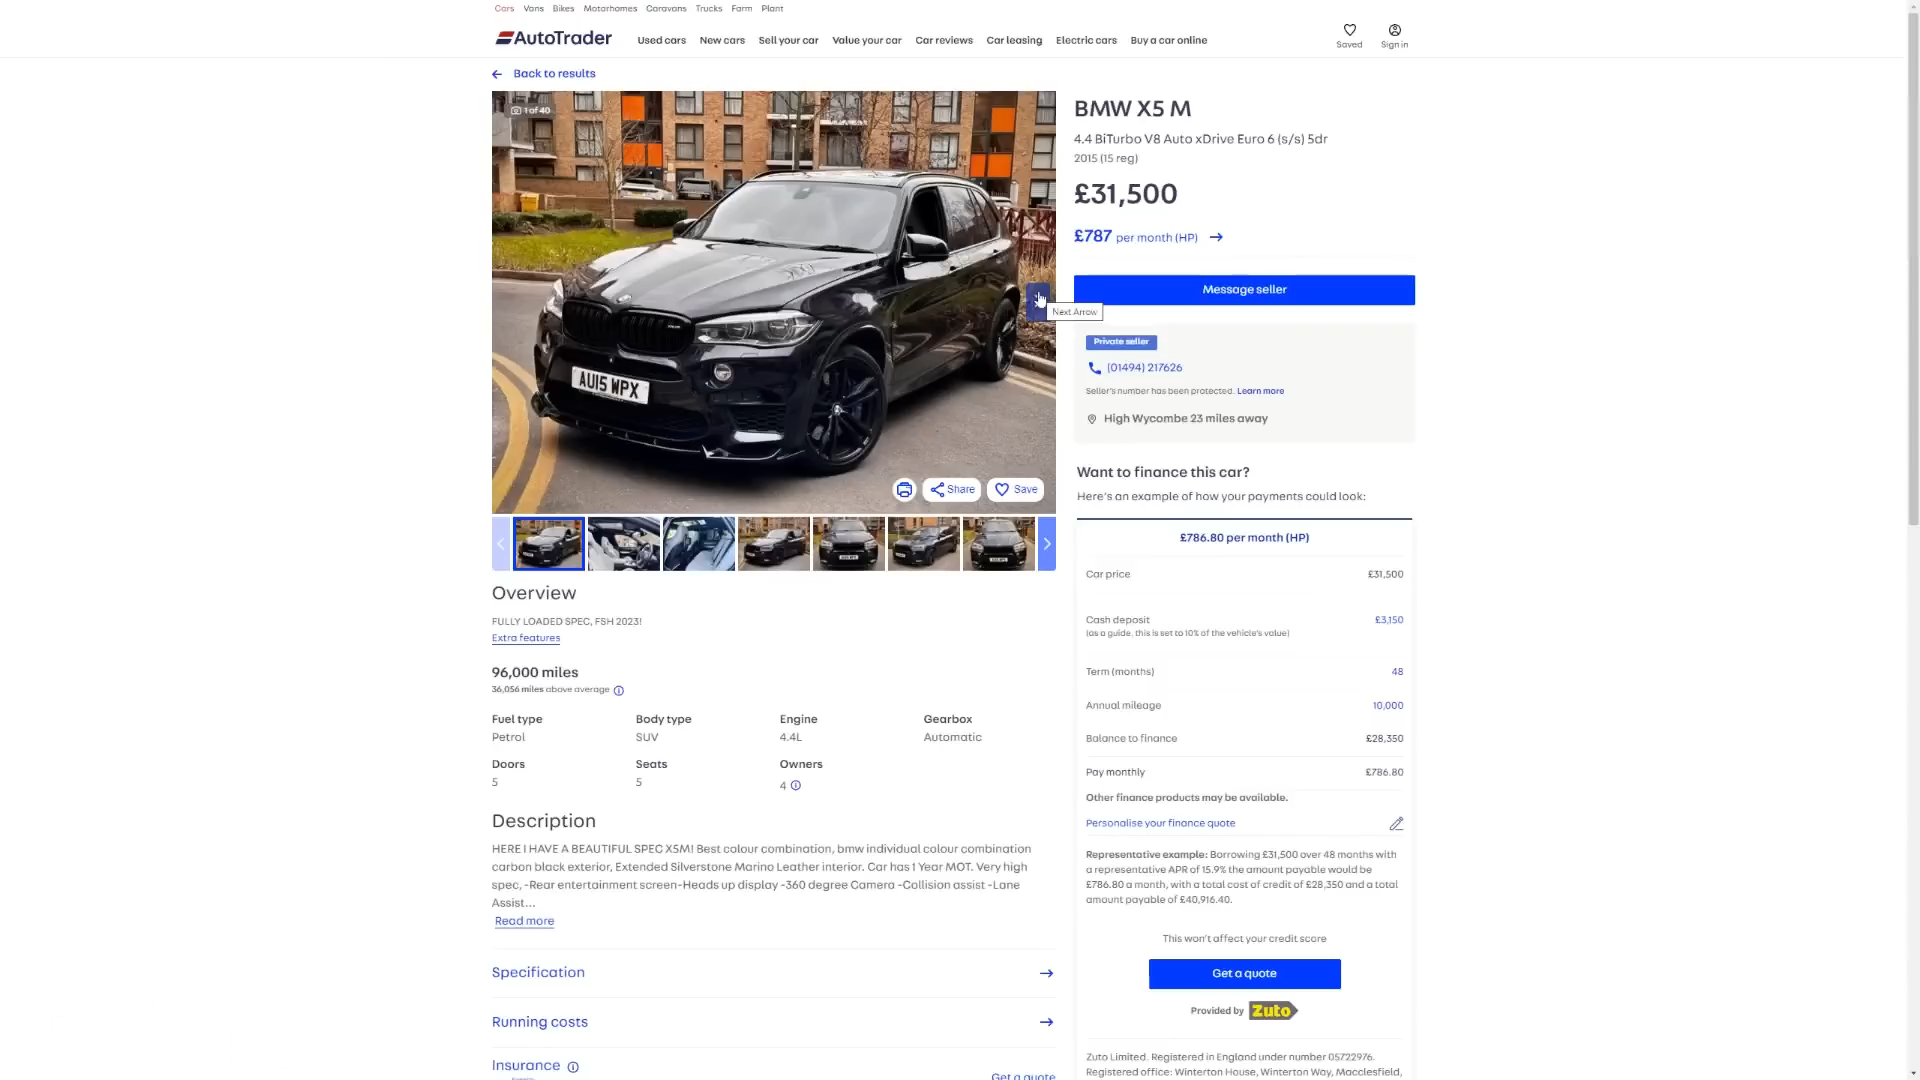 Cars Vans Bikes Motorhomes Caravans Trucks Farm Plant
AutoTrader
Used cars New cars Sell your car Value your car Car reviews Car leasing Electric cars Buy a car online
Saved Sign in
Back to results
1 of 40
AU15 WPX
Next Arrow
Share Save
BMW X5 M
4.4 BiTurbo V8 Auto xDrive Euro 6 (s/s) 5dr
2015 (15 reg)
£31,500
£787 per month (HP)
Message seller
Private seller
(01494) 217626
Seller's number has been protected. Learn more
High Wycombe 23 miles away
Want to finance this car?
Here's an example of how your payments could look:
£786.80 per month (HP)
Car price £31,500
Cash deposit £3,150
(as a guide, this is set to 10% of the vehicle's value)
Term (months) 48
Annual mileage 10,000
Balance to finance £28,350
Pay monthly £786.80
Other finance products may be available.
Personalise your finance quote
Representative example: Borrowing £31,500 over 48 months with
a representative APR of 15.9% the amount payable would be
£786.80 a month, with a total cost of credit of £28,350 and a total
amount payable of £40,916.40.
This won't affect your credit score
Get a quote
Provided by Zuto
Zuto Limited. Registered in England under number 05722976.
Registered office: Winterton House, Winterton Way, Macclesfield,
Overview
FULLY LOADED SPEC, FSH 2023!
Extra features
96,000 miles
36,056 miles above average
Fuel type Body type Engine Gearbox
Petrol SUV 4.4L Automatic
Doors Seats Owners
5 5 4
Description
HERE I HAVE A BEAUTIFUL SPEC X5M! Best colour combination, bmw individual colour combination
carbon black exterior, Extended Silverstone Marino Leather interior. Car has 1 Year MOT. Very high
spec, -Rear entertainment screen-Heads up display -360 degree Camera -Collision assist -Lane
Assist...
Read more
Specification
Running costs
Insurance
Get a quote